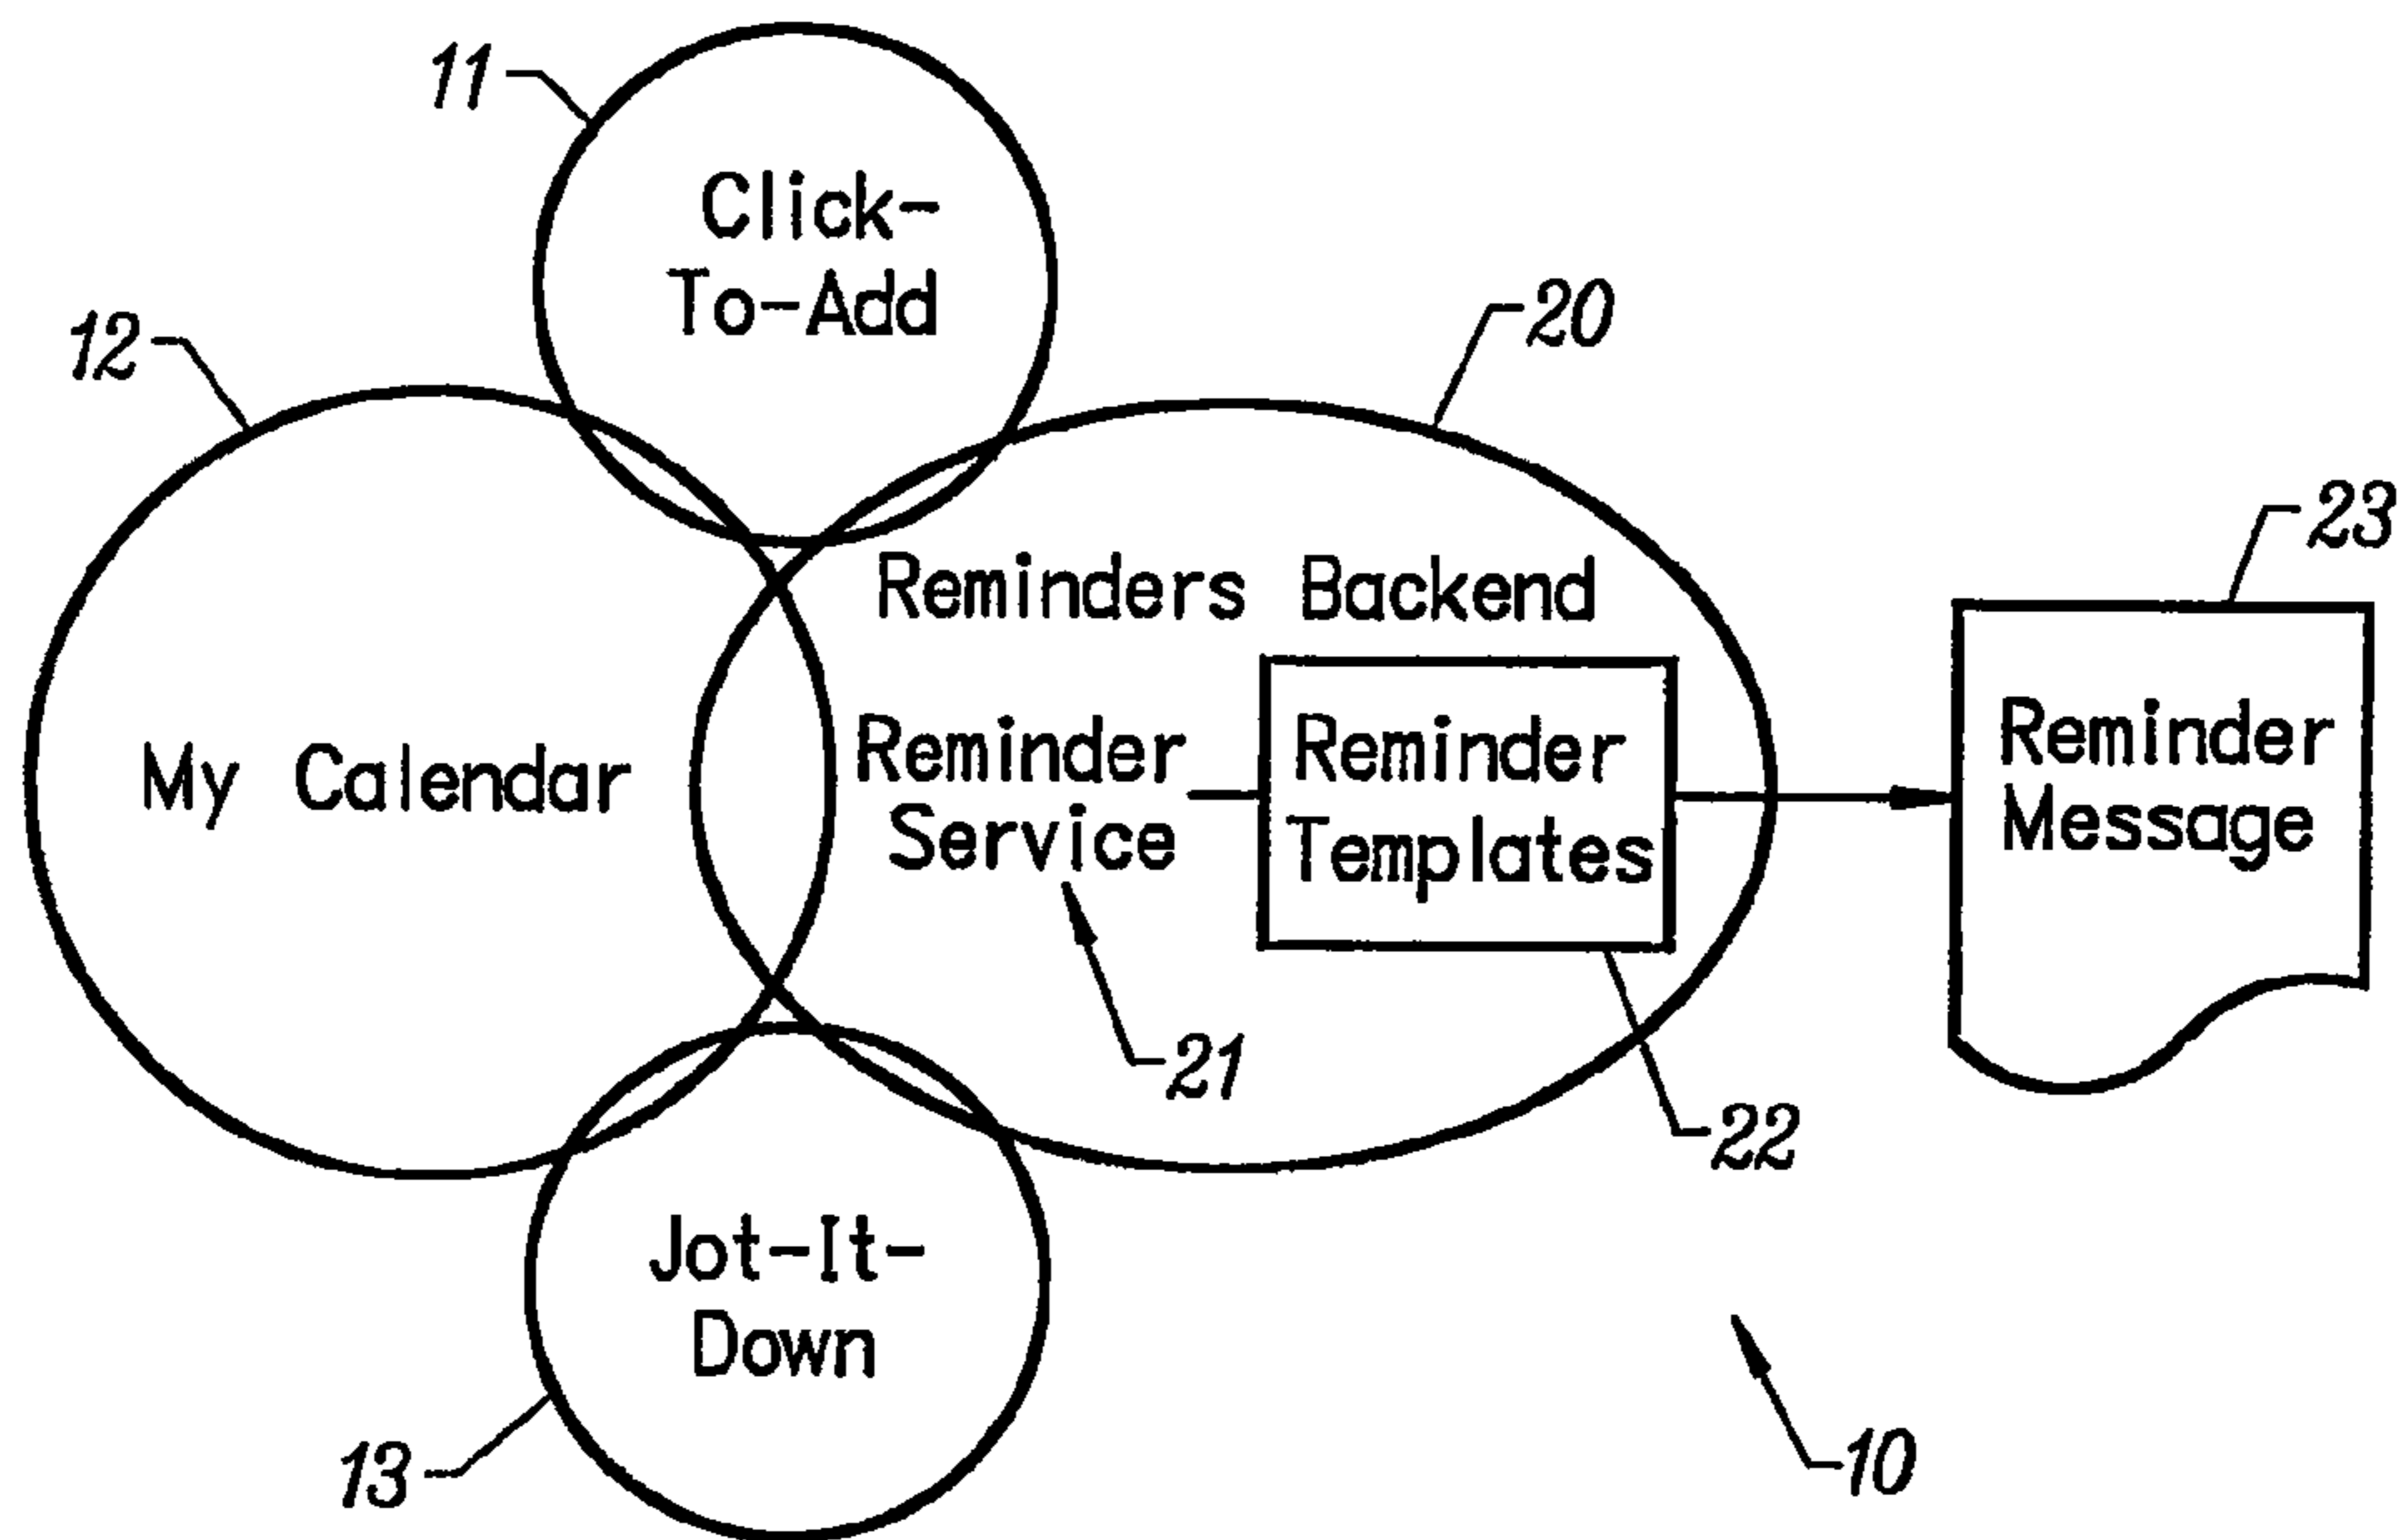 11
Click-
To-Add
12
20
23
Reminders Backend
My Calendar
Reminder
Service
Reminder
Templates
Reminder
Message
21
22
Jot-It-
Down
13
10